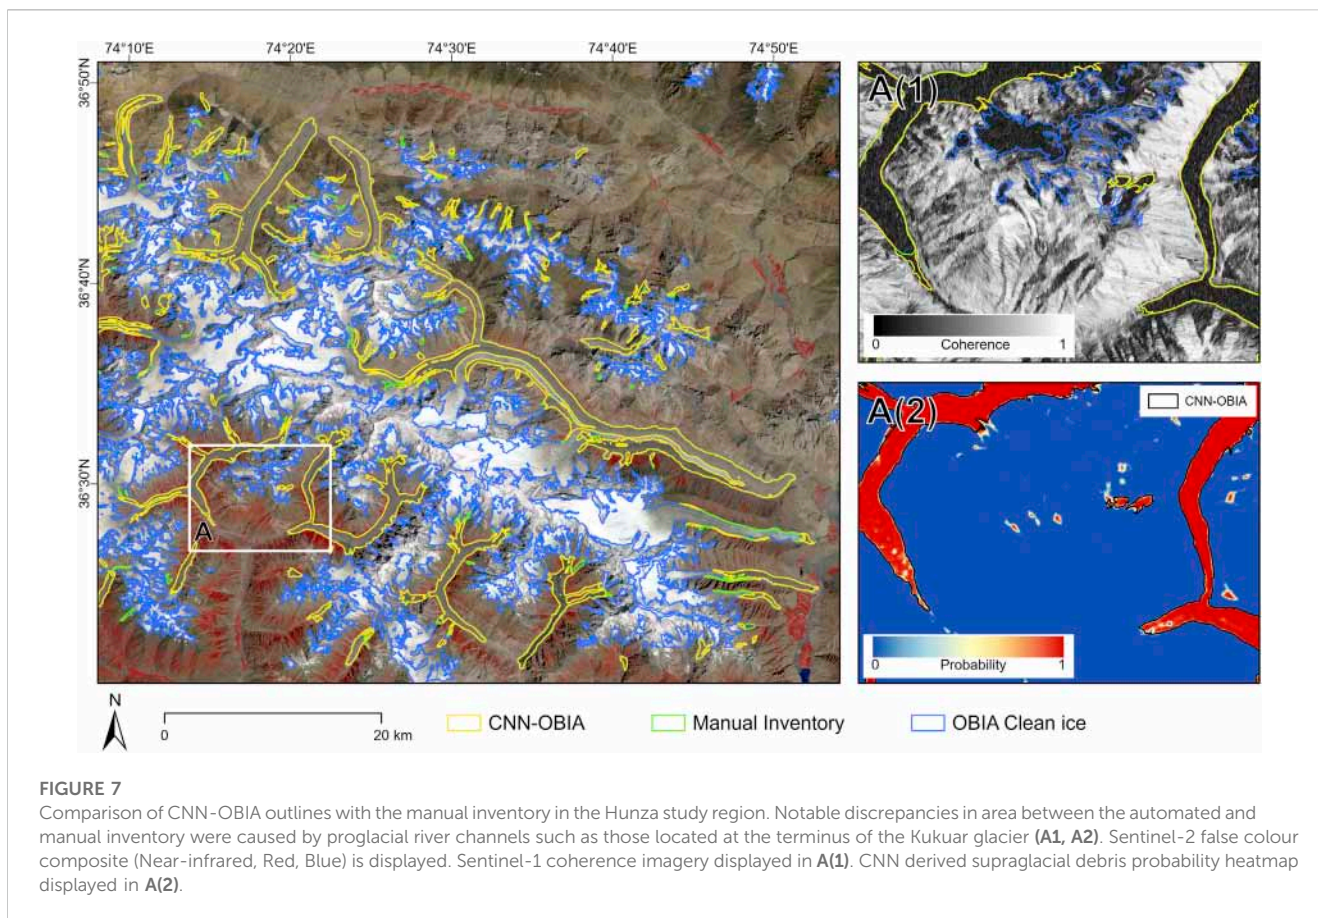 74°10'E 74°20'E 74°30'E 74°40'E 74°50'E
36°50'N
36°40'N
36°30'N
A
A(1)
0 Coherence 1
A(2)
CNN-OBIA
0 Probability 1
N
0 20 km
CNN-OBIA
Manual Inventory
OBIA Clean ice
FIGURE 7
Comparison of CNN-OBIA outlines with the manual inventory in the Hunza study region. Notable discrepancies in area between the automated and
manual inventory were caused by proglacial river channels such as those located at the terminus of the Kukuar glacier (A1, A2). Sentinel-2 false colour
composite (Near-infrared, Red, Blue) is displayed. Sentinel-1 coherence imagery displayed in A(1). CNN derived supraglacial debris probability heatmap
displayed in A(2).